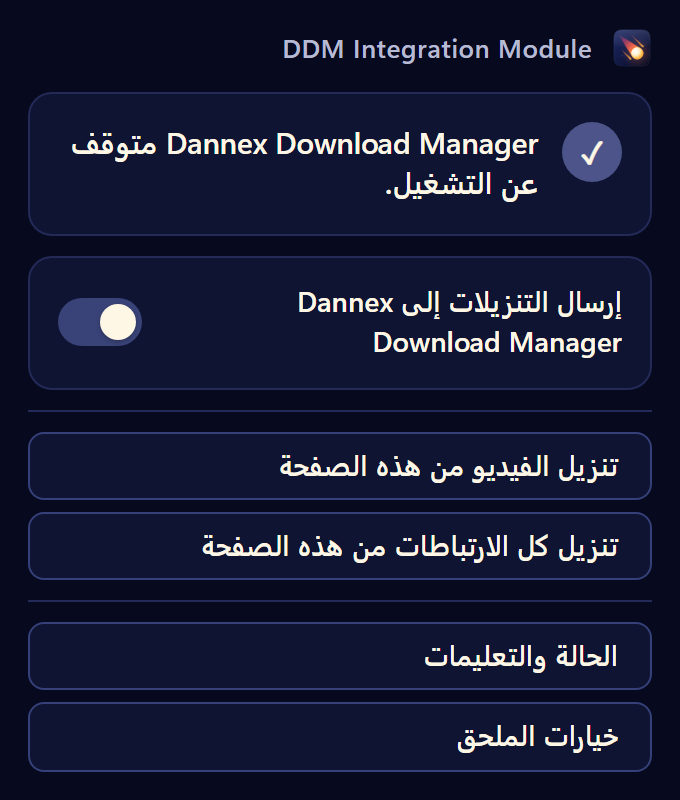 DDM Integration Module
Dannex Download Manager متوقف
عن التشغيل.
إرسال التنزيلات إلى Dannex
Download Manager
تنزيل الفيديو من هذه الصفحة
تنزيل كل الارتباطات من هذه الصفحة
الحالة والتعليمات
خيارات الملحق